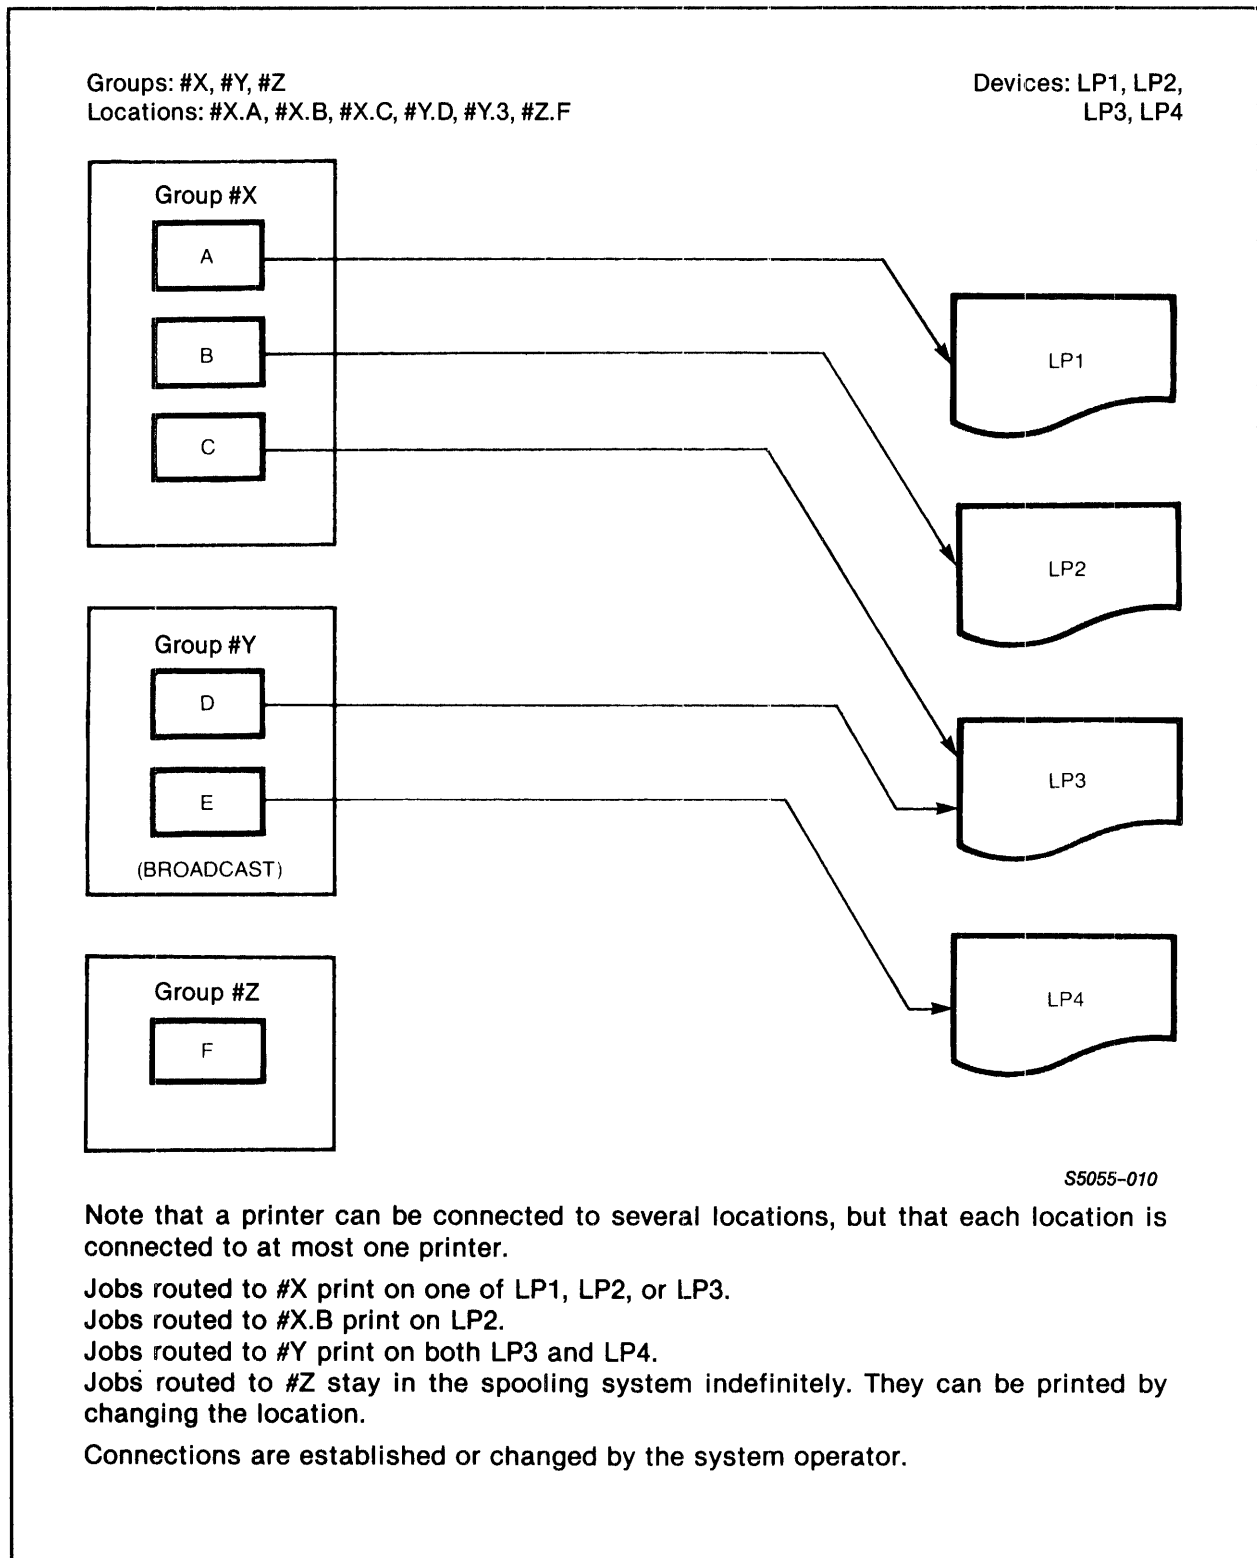 Groups: #X, #Y, #Z
Locations: #X.A, #X.B, #X.C, #Y.D, #Y.3, #Z.F
Devices: LP1, LP2,
LP3, LP4
Group #X
A
B
C
LP1
LP2
Group #Y
D
E
(BROADCAST)
LP3
Group #Z
F
LP4
S5055-010
Note that a printer can be connected to several locations, but that each location is
connected to at most one printer.
Jobs routed to #X print on one of LP1, LP2, or LP3.
Jobs routed to #X.B print on LP2.
Jobs routed to #Y print on both LP3 and LP4.
Jobs routed to #Z stay in the spooling system indefinitely. They can be printed by
changing the location.
Connections are established or changed by the system operator.